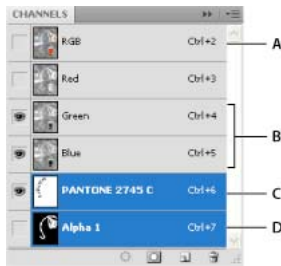 CHANNELS
RGB Ctrl+2 A
Red Ctrl+3
Green Ctrl+4
B
Blue Ctrl+5
PANTONE 2745 C Ctrl+6 C
Alpha 1 Ctrl+7 D